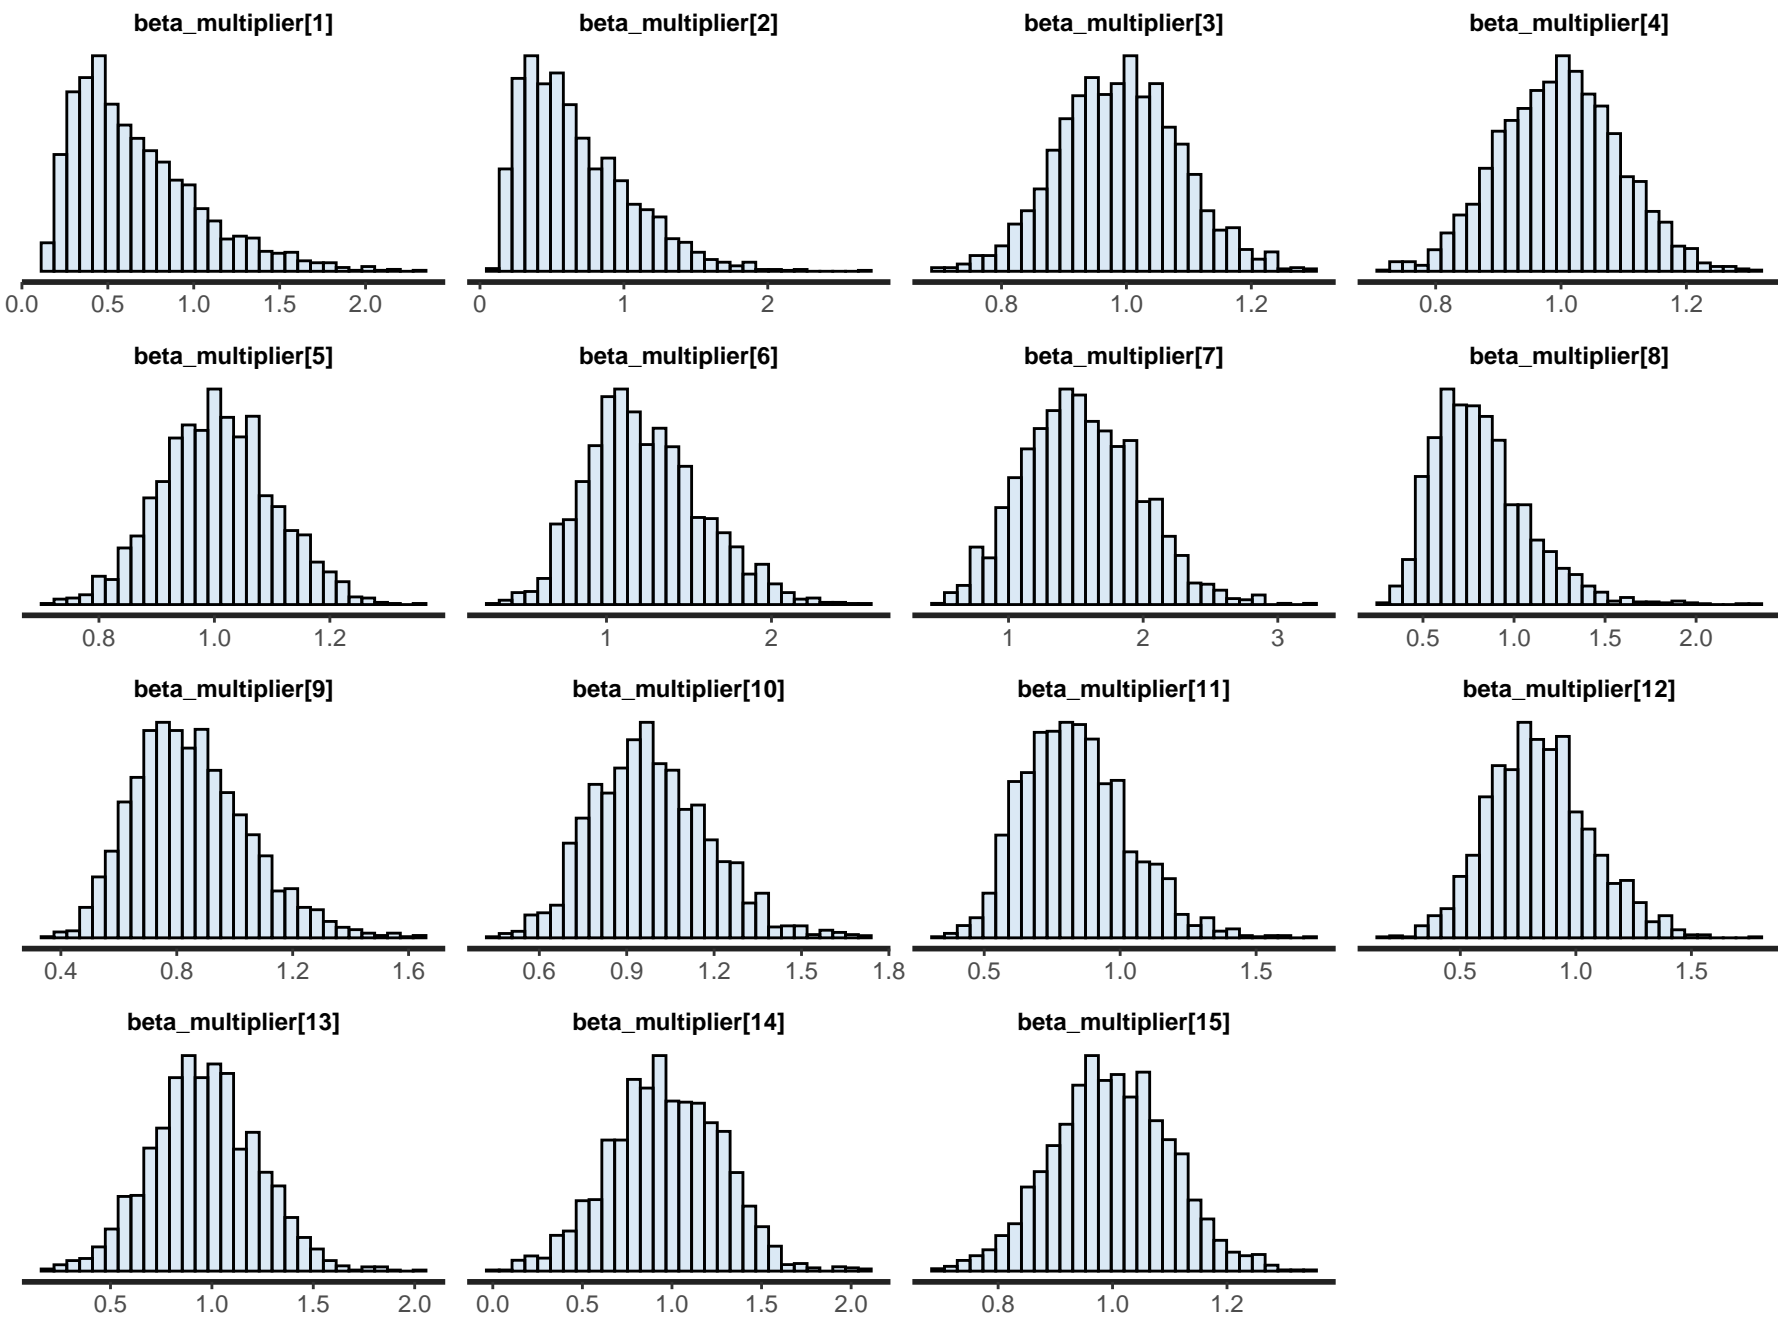 beta_multiplier[1] beta_multiplier[2] beta_multiplier[3] beta_multiplier[4]
0.0 0.5 1.0 1.5 2.0 0 1 2 0.8 1.0 1.2 0.8 1.0 1.2
beta_multiplier[5] beta_multiplier[6] beta_multiplier[7] beta_multiplier[8]
0.8 1.0 1.2 1 2 1 2 3 0.5 1.0 1.5 2.0
beta_multiplier[9] beta_multiplier[10] beta_multiplier[11] beta_multiplier[12]
0.4 0.8 1.2 1.6 0.6 0.9 1.2 1.5 1.8 0.5 1.0 1.5 0.5 1.0 1.5
beta_multiplier[13] beta_multiplier[14] beta_multiplier[15]
0.5 1.0 1.5 2.0 0.0 0.5 1.0 1.5 2.0 0.8 1.0 1.2